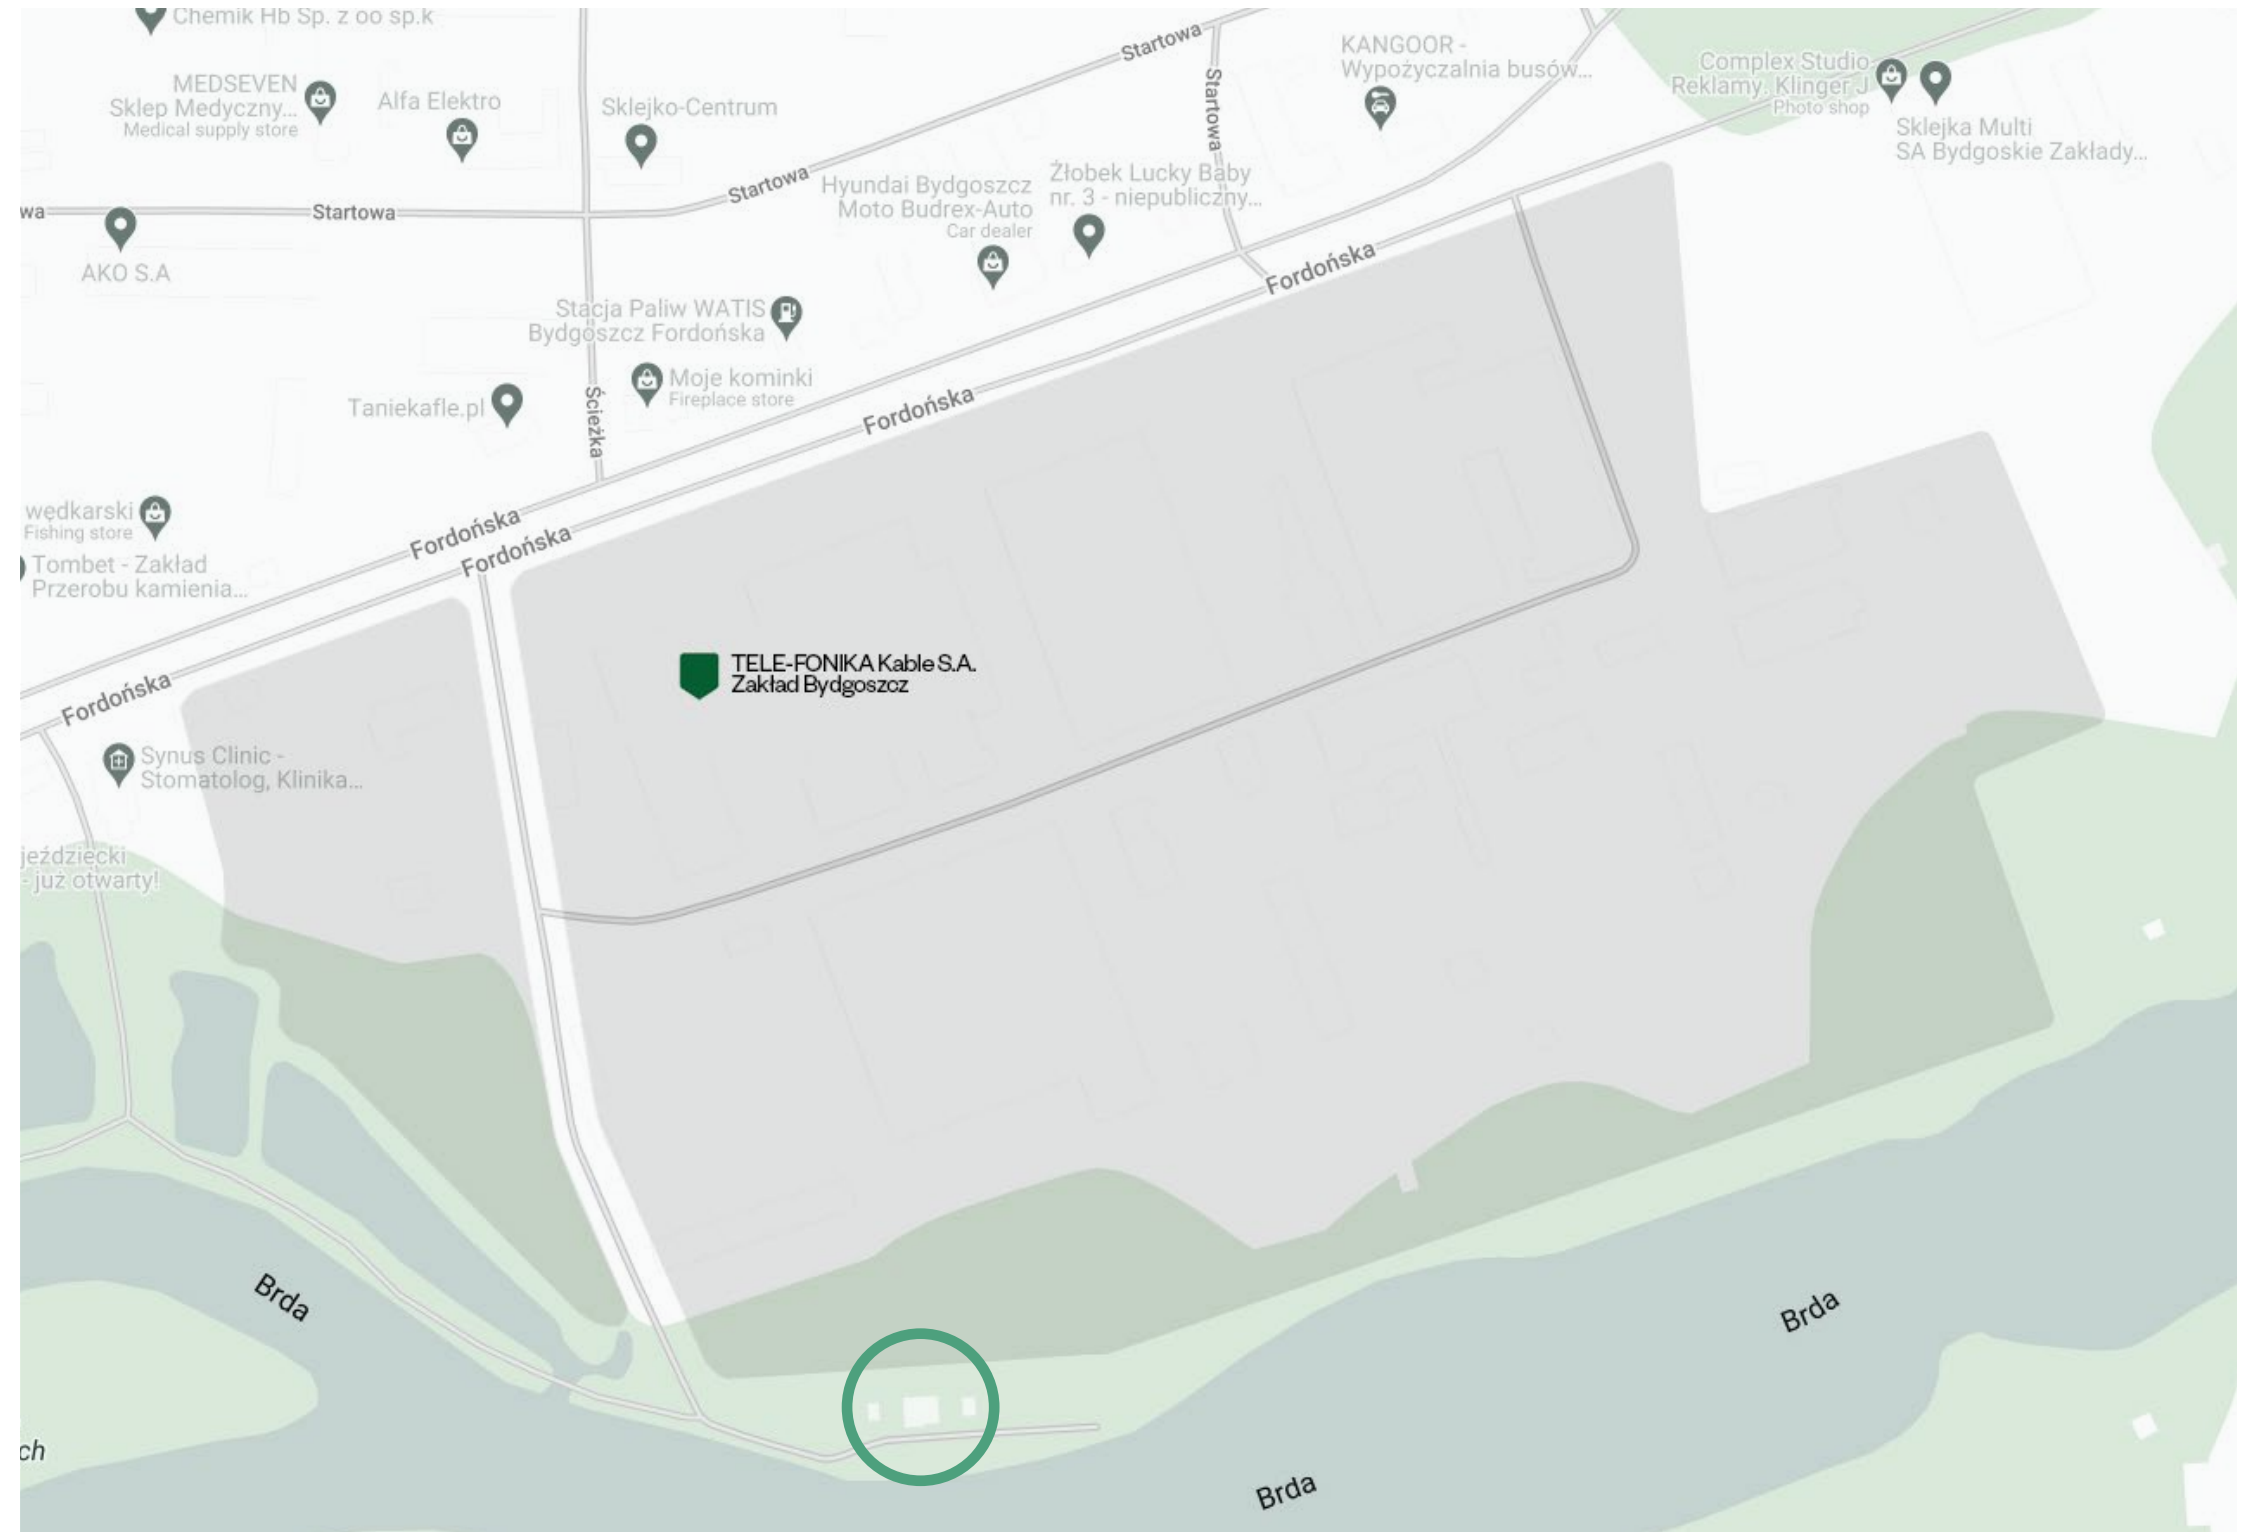 Chemik Hb Sp. z oo sp.k
Startowa
KANGOOR -
Wypożyczalnia busów...
Complex Studio
Reklamy. Klinger J
Photo shop
MEDSEVEN
Sklep Medyczny...
Medical supply store
Alfa Elektro
Sklejko-Centrum
Startowa
Sklejka Multi
SA Bydgoskie Zakłady...
wa
Startowa
Startowa
Hyundai Bydgoszcz
Moto Budrex-Auto
Car dealer
Żłobek Lucky Baby
nr. 3 - niepubliczny...
AKO S.A
Fordońska
Stacja Paliw WATIS
Bydgoszcz Fordońska
Moje kominki
Fireplace store
Taniekafle.pl
Ścieżka
Fordońska
wędkarski
Fishing store
Fordońska
Fordońska
Tombet - Zakład
Przerobu kamienia...
TELE-FONIKA Kable S.A.
Zakład Bydgoszcz
Fordońska
Synus Clinic -
Stomatolog, Klinika...
jeździecki
- już otwarty!
Brda
Brda
ch
Brda